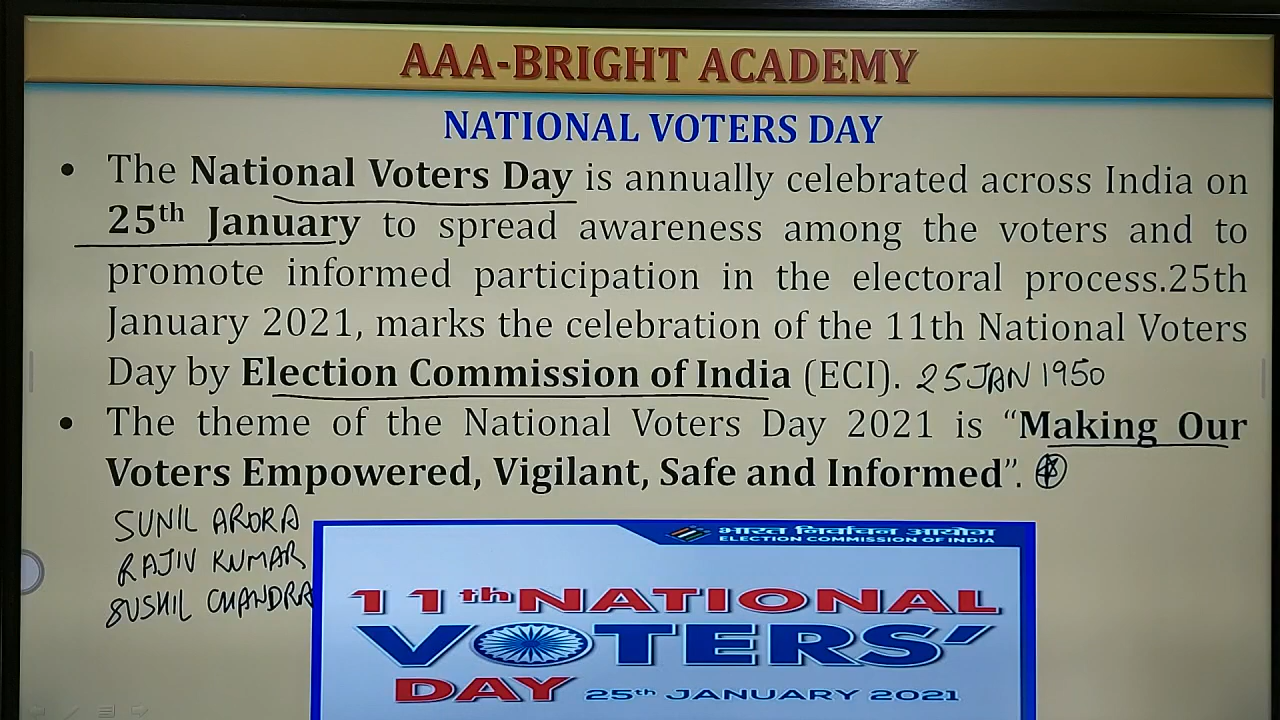 AAA-BRIGHT ACADEMY
NATIONAL VOTERS DAY
• The National Voters Day is annually celebrated across India on
25th January to spread awareness among the voters and to
promote informed participation in the electoral process.25th
January 2021, marks the celebration of the 11th National Voters
Day by Election Commission of India (ECI). 25 JAN 1950
• The theme of the National Voters Day 2021 is “Making Our
Voters Empowered, Vigilant, Safe and Informed”.
SUNIL ARORA
RAJIV KUMAR
SUSHIL CHANDRA
भारत निर्वाचन आयोग
ELECTION COMMISSION OF INDIA
11th NATIONAL
VOTERS’
DAY 25th JANUARY 2021